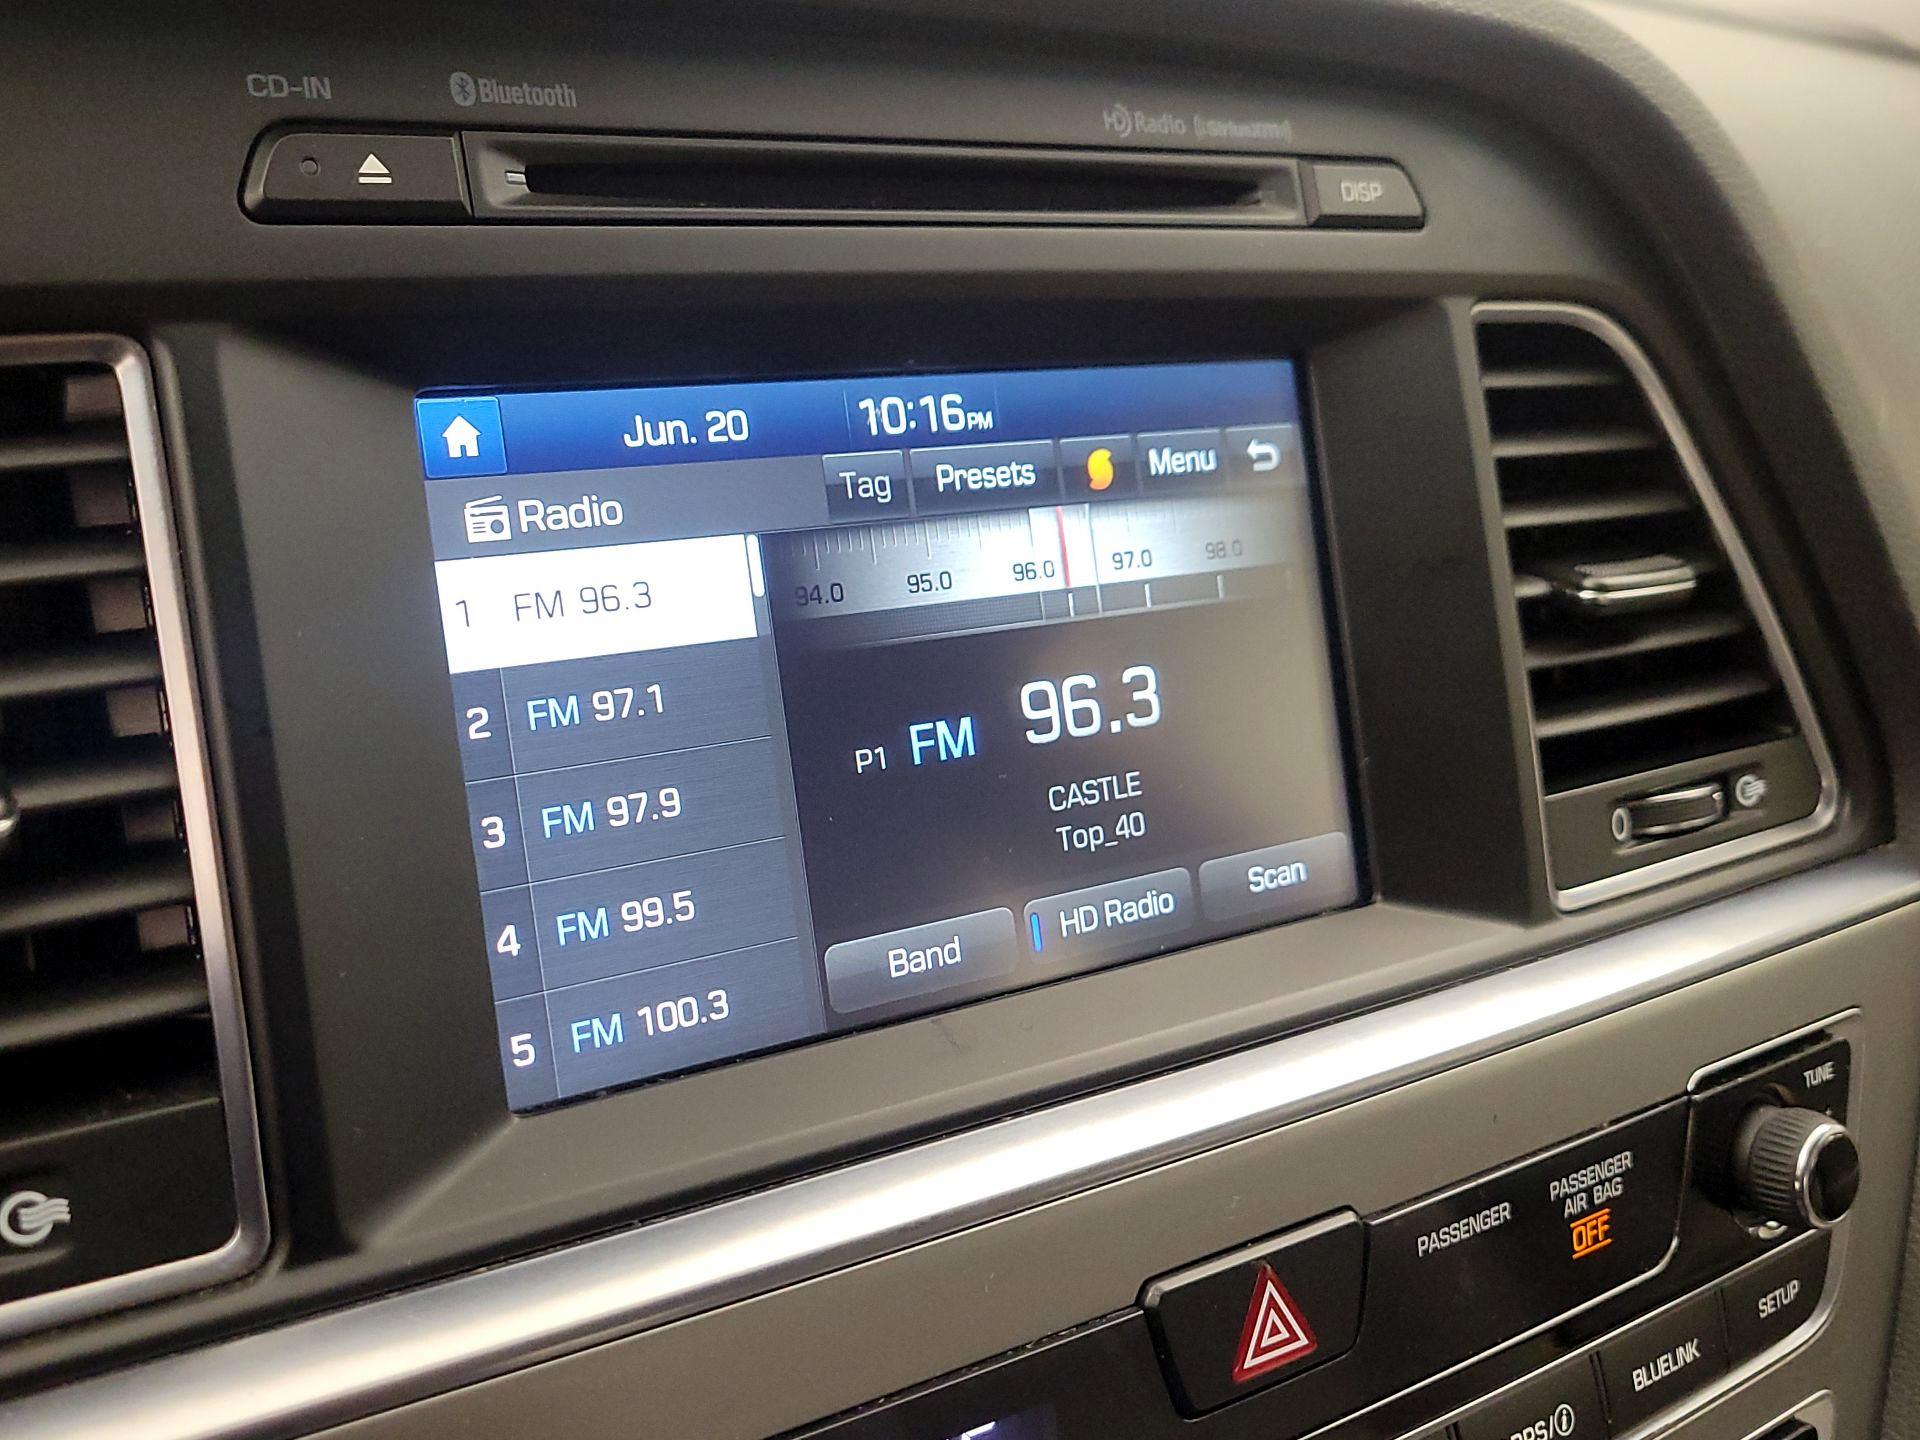 CD-IN
Bluetooth
HD Radio ((SiriusXM))
DISP
Jun. 20
10:16PM
Tag
Presets
Menu
Radio
94.0 95.0 96.0 97.0 98.0
1 FM 96.3
2 FM 97.1
3 FM 97.9
4 FM 99.5
5 FM 100.3
P1 FM 96.3
CASTLE
Top_40
Band
HD Radio
Scan
TUNE
PASSENGER
PASSENGER
AIR BAG
OFF
SETUP
BLUELINK